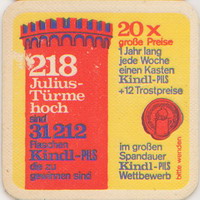 218
Julius-
Türme
hoch
sind
31 212
Flaschen
Kindl-PILS
die zu
gewinnen sind
20 x
große Preise
1 Jahr lang
jede Woche
einen Kasten
Kindl-PILS
+12 Trostpreise
im großen
Spandauer
Kindl-PILS
Wettbewerb
bitte wenden